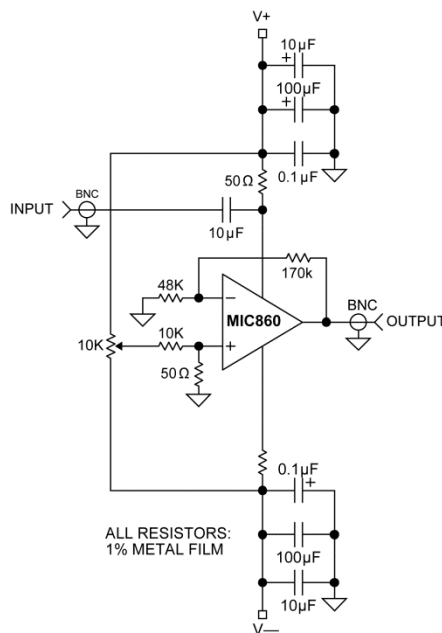 V+
10µF
+
100µF
+
0.1µF
50Ω
BNC
INPUT
10µF
170k
48K
−
BNC
MIC860
OUTPUT
10K
10K
+
50Ω
0.1µF
+
ALL RESISTORS:
1% METAL FILM
100µF
10µF
V—